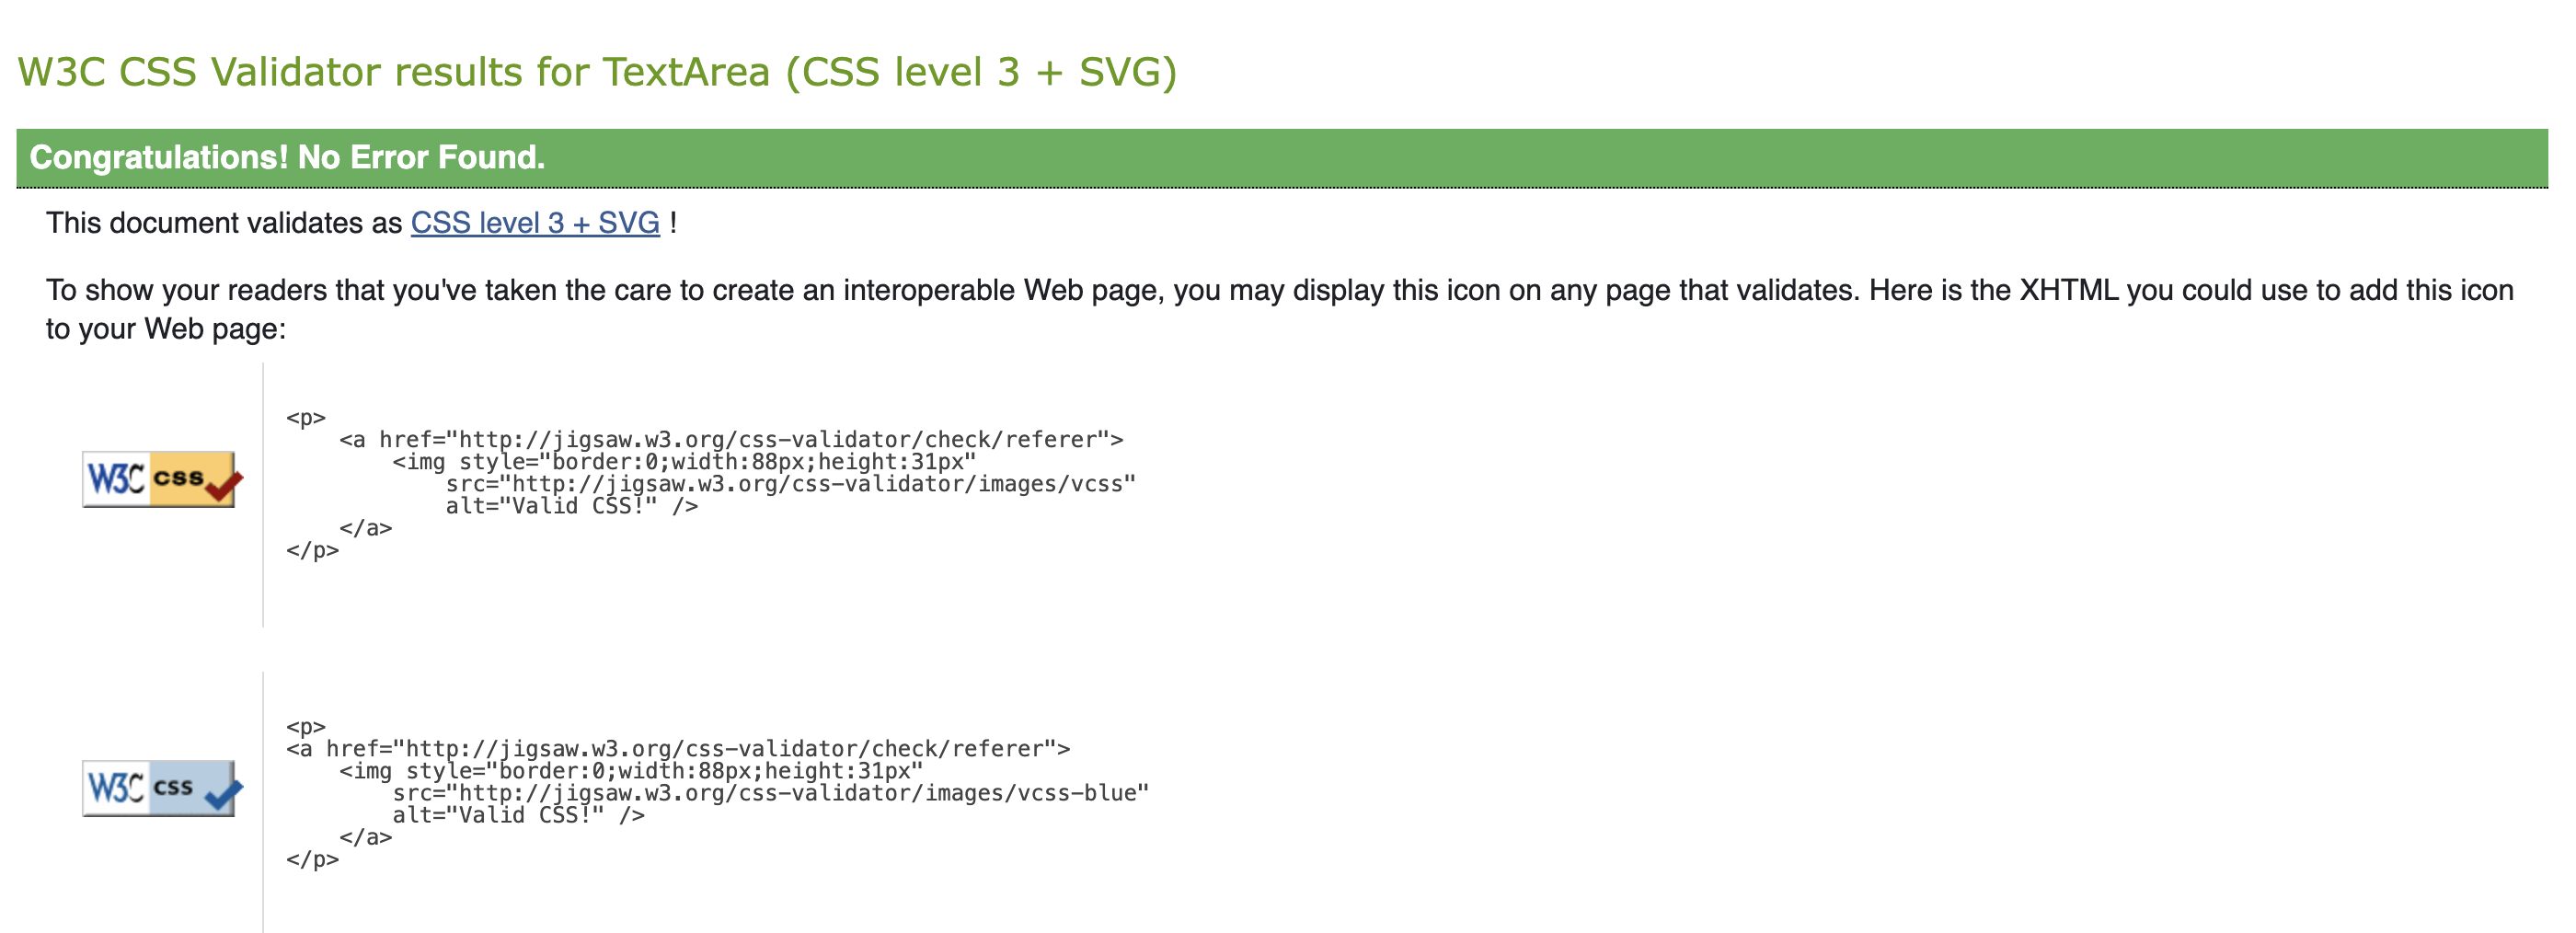 W3C CSS Validator results for TextArea (CSS level 3 + SVG)
Congratulations! No Error Found.
This document validates as CSS level 3 + SVG !
To show your readers that you've taken the care to create an interoperable Web page, you may display this icon on any page that validates. Here is the XHTML you could use to add this icon
to your Web page:
W3C css
<p>
    <a href="http://jigsaw.w3.org/css-validator/check/referer">
        <img style="border:0;width:88px;height:31px"
            src="http://jigsaw.w3.org/css-validator/images/vcss"
            alt="Valid CSS!" />
    </a>
</p>
W3C css
<p>
<a href="http://jigsaw.w3.org/css-validator/check/referer">
    <img style="border:0;width:88px;height:31px"
        src="http://jigsaw.w3.org/css-validator/images/vcss-blue"
        alt="Valid CSS!" />
    </a>
</p>